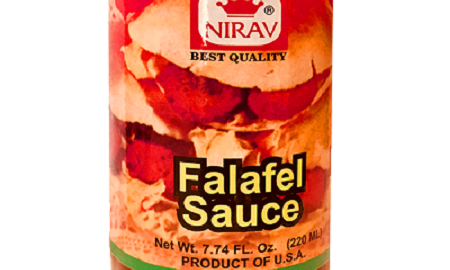 NIRAV®
BEST QUALITY
Falafel
Sauce
Net Wt. 7.74 FL. Oz. (220 ML.)
PRODUCT OF U.S.A.